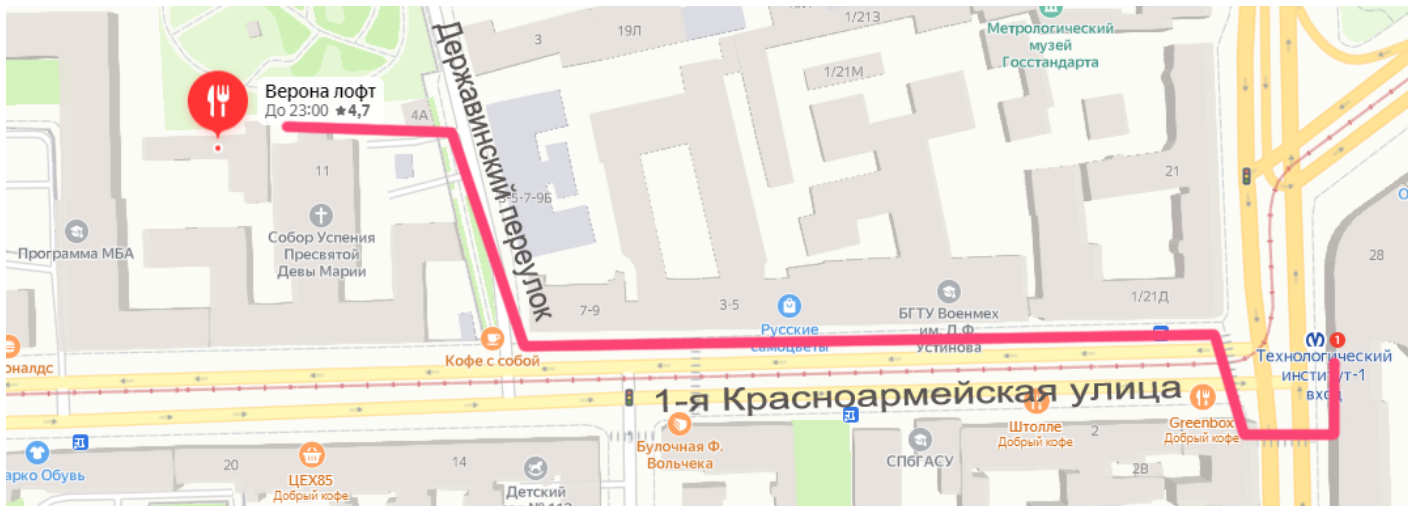 Державинский переулок
1/21З
19Л
3
Метрологический
музей
Госстандарта
1/21М
Верона лофт
До 23:00 ★4,7
4А
21
11
Собор Успения
Пресвятой
Девы Марии
Программа МБА
28
7-9
3-5
1/21Д
БГТУ Военмех
им. Д.Ф.
Устинова
Русские
самоцветы
Кофе с собой
1
Технологический
институт-1
вход
1-я Красноармейская улица
Штолле
Добрый кофе
Greenbox
Добрый кофе
2
Булочная Ф.
Вольчека
СПбГАСУ
2В
20
ЦЕХ85
Добрый кофе
14
Детский